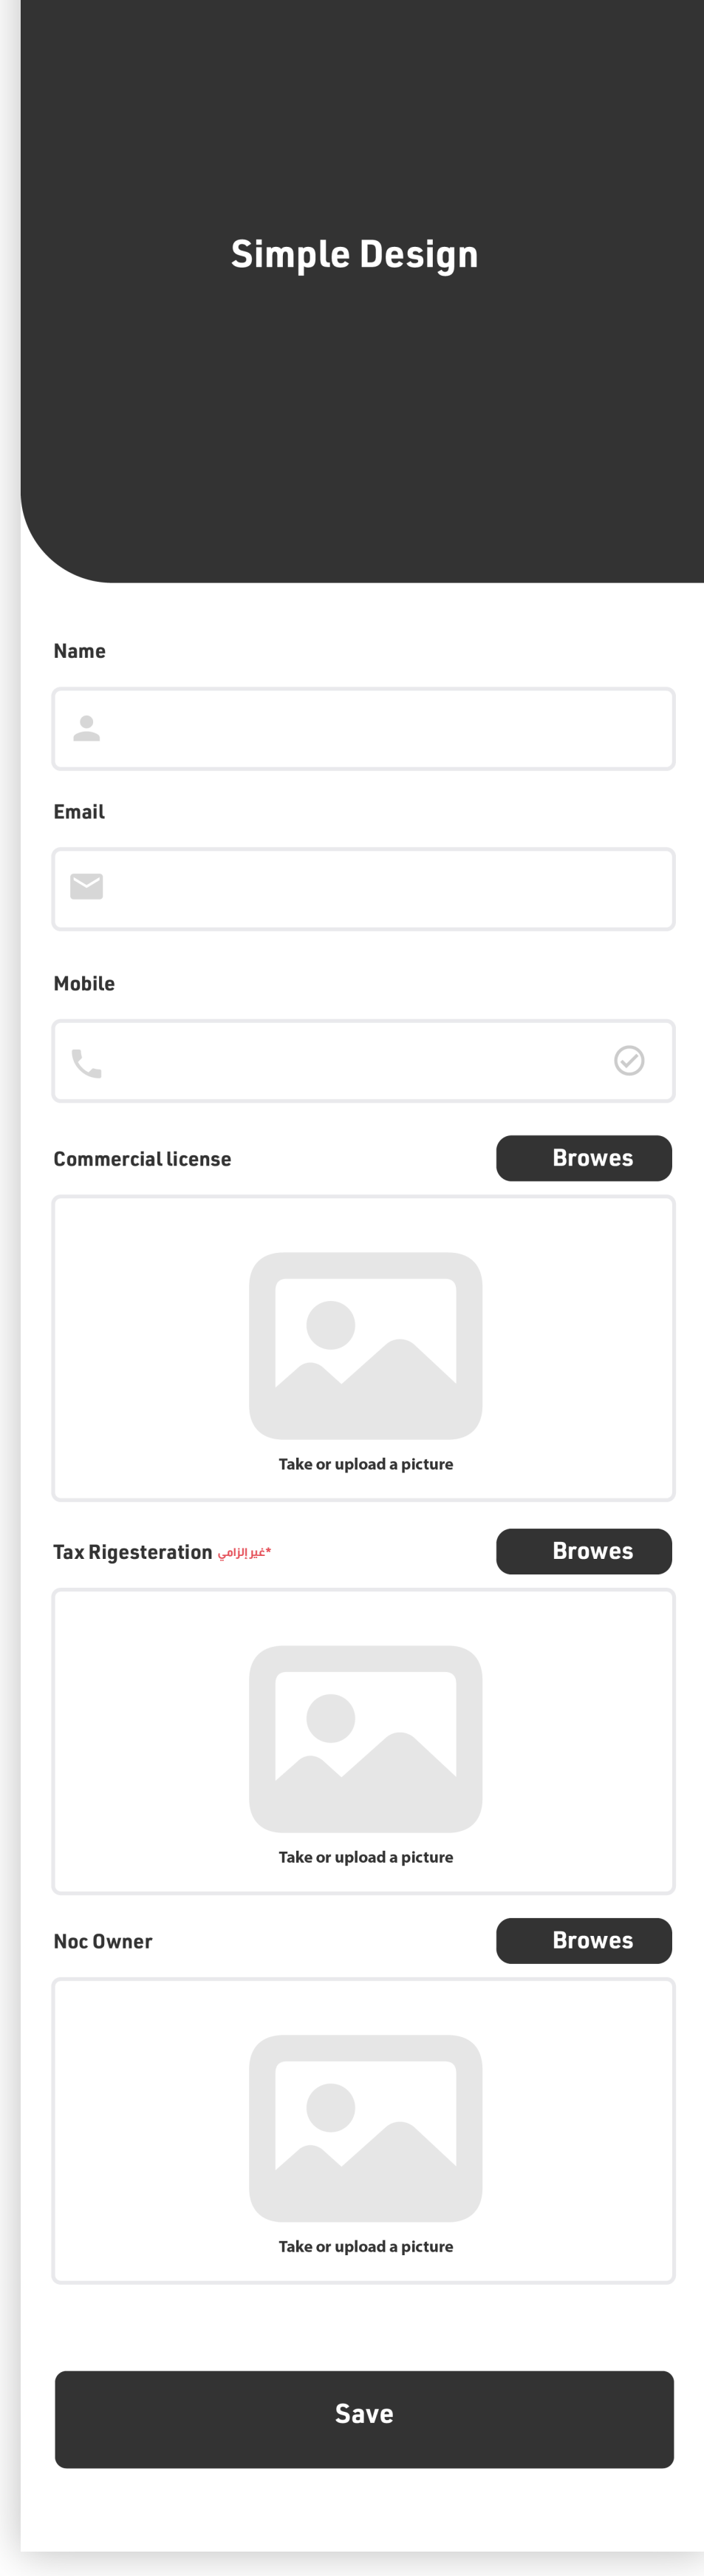 Simple Design
Name
Email
Mobile
Commercial license
Browes
Take or upload a picture
Tax Rigesteration *غير إلزامي
Browes
Take or upload a picture
Noc Owner
Browes
Take or upload a picture
Save